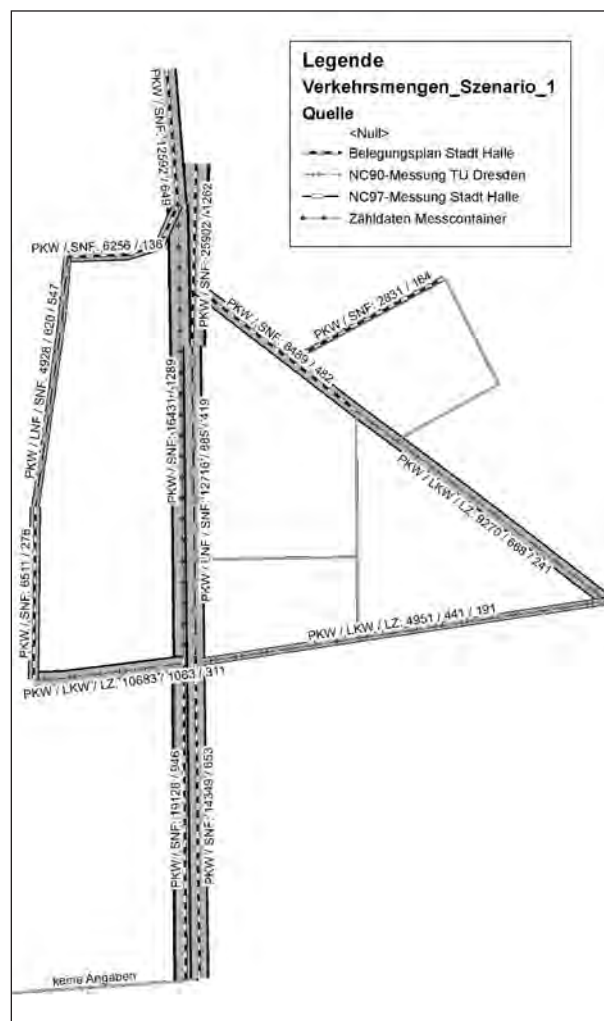 Legende
Verkehrsmengen_Szenario_1
Quelle
<Null>
Belegungsplan Stadt Halle
NC90-Messung TU Dresden
NC97-Messung Stadt Halle
Zähldaten Messcontainer
PKW / SNF: 12592 / 649
PKW / SNF: 25902 / 1262
PKW / SNF: 6256 / 136
PKW / SNF: 2831 / 164
PKW / SNF: 8489 / 482
PKW / LNF / SNF: 4928 / 620 / 547
PKW / SNF: 16431 / 1289
PKW / LNF / SNF: 12716 / 885 / 419
PKW / LKW / LZ: 9270 / 668 / 241
PKW / SNF: 6511 / 278
PKW / LKW / LZ: 4951 / 441 / 191
PKW / LKW / LZ: 10683 / 1063 / 311
PKW / SNF: 19128 / 946
PKW / SNF: 14349 / 653
keine Angaben